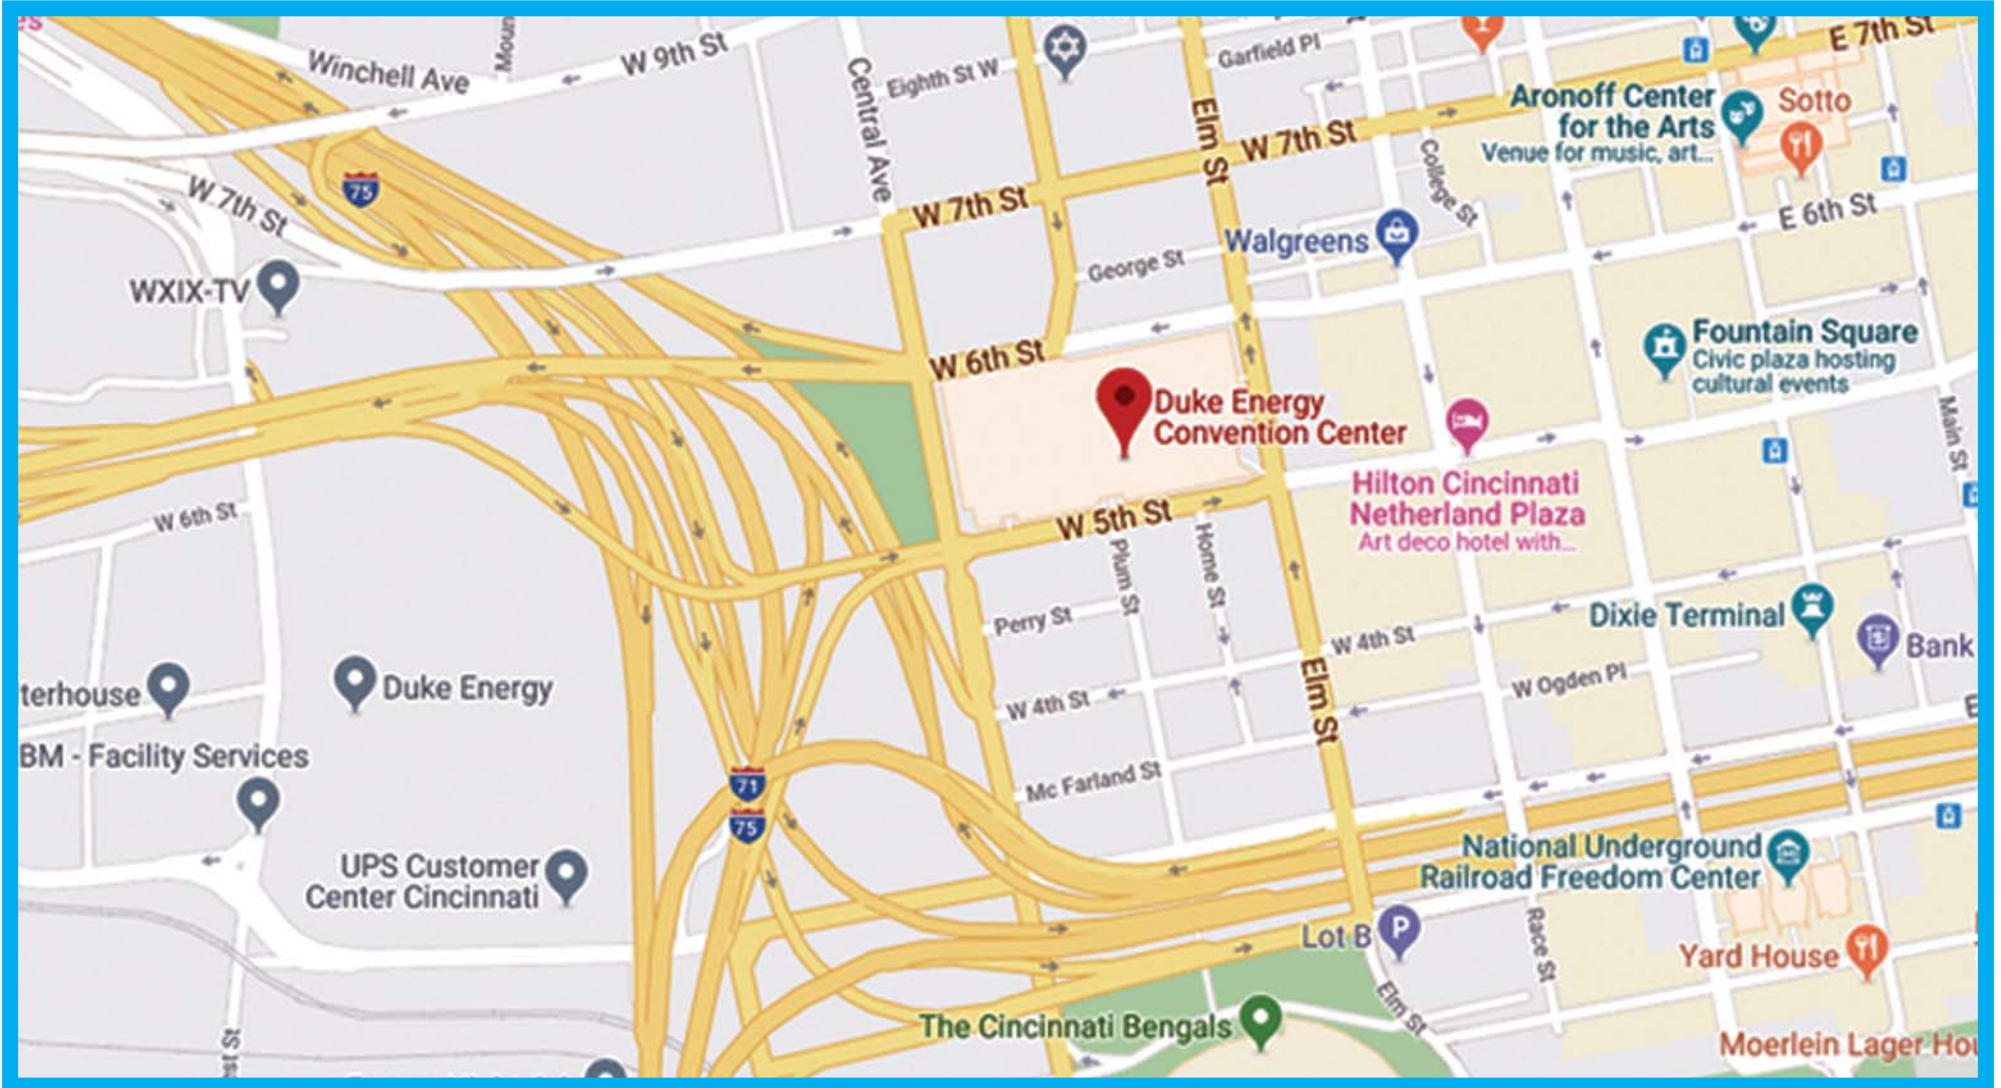 es
Winchell Ave
Moun
W 9th St
Central Ave
Eighth St W
Garfield Pl
E 7th St
Elm St
W 7th St
College St
Aronoff Center
for the Arts
Venue for music, art...
Sotto
75
W 7th St
W 7th St
E 6th St
Walgreens
George St
WXIX-TV
W 6th St
Fountain Square
Civic plaza hosting
cultural events
Duke Energy
Convention Center
Main St
Hilton Cincinnati
Netherland Plaza
Art deco hotel with...
W 6th St
W 5th St
Plum St
Home St
Perry St
W 4th St
Dixie Terminal
Bank
terhouse
Duke Energy
W 4th St
W Ogden Pl
Elm St
E
BM - Facility Services
71
75
Mc Farland St
UPS Customer
Center Cincinnati
National Underground
Railroad Freedom Center
Lot B
P
Race St
Yard House
Elm St
The Cincinnati Bengals
est St
Moerlein Lager Hou